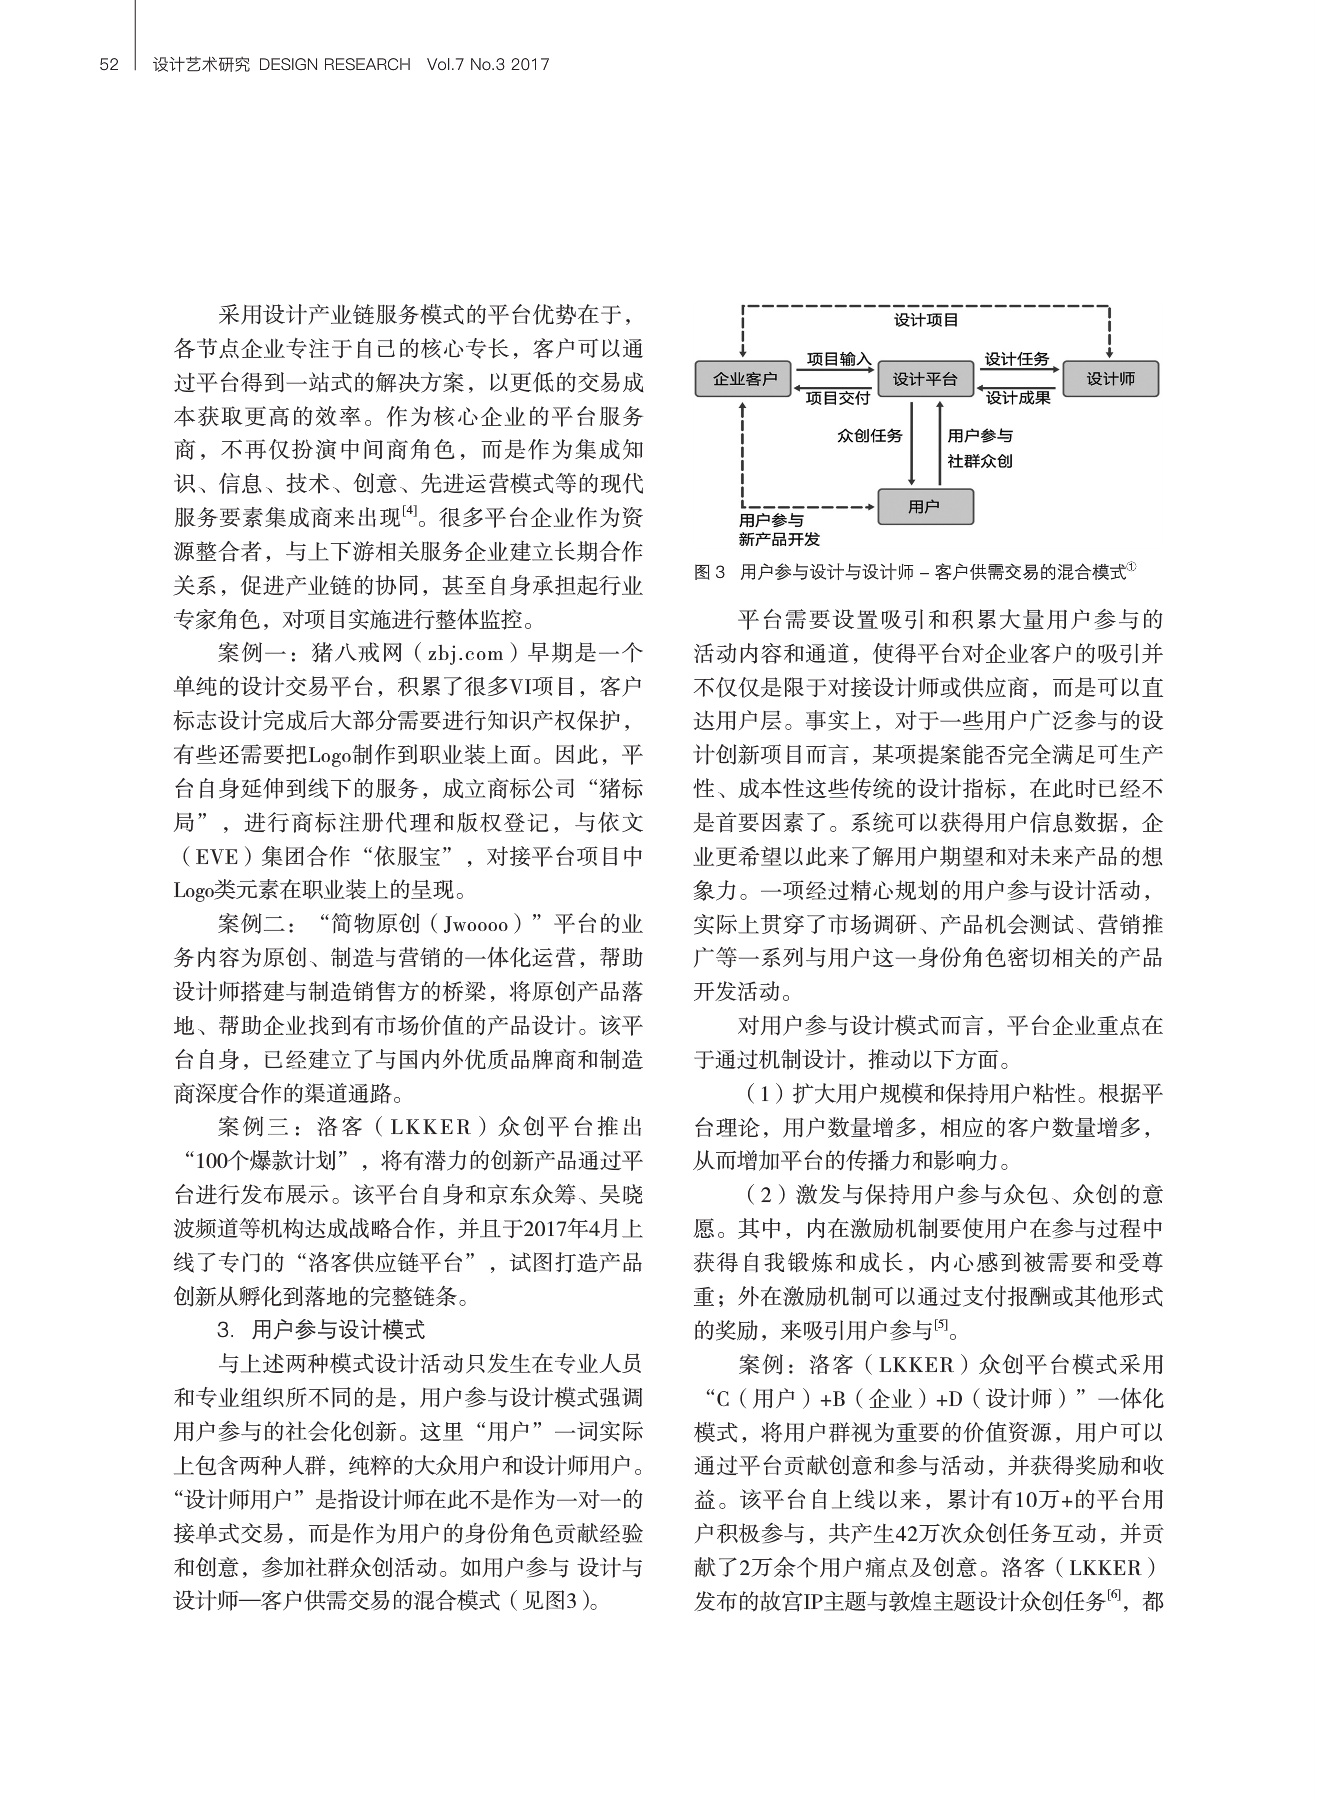 52 设计艺术研究 DESIGN RESEARCH Vol.7 No.3 2017
采用设计产业链服务模式的平台优势在于，
各节点企业专注于自己的核心专长，客户可以通
过平台得到一站式的解决方案，以更低的交易成
本获取更高的效率。作为核心企业的平台服务
商，不再仅扮演中间商角色，而是作为集成知
识、信息、技术、创意、先进运营模式等的现代
服务要素集成商来出现[4]。很多平台企业作为资
源整合者，与上下游相关服务企业建立长期合作
关系，促进产业链的协同，甚至自身承担起行业
专家角色，对项目实施进行整体监控。
案例一：猪八戒网（zbj.com）早期是一个
单纯的设计交易平台，积累了很多VI项目，客户
标志设计完成后大部分需要进行知识产权保护，
有些还需要把Logo制作到职业装上面。因此，平
台自身延伸到线下的服务，成立商标公司“猪标
局”，进行商标注册代理和版权登记，与依文
（EVE）集团合作“依服宝”，对接平台项目中
Logo类元素在职业装上的呈现。
案例二：“简物原创（Jwoooo）”平台的业
务内容为原创、制造与营销的一体化运营，帮助
设计师搭建与制造销售方的桥梁，将原创产品落
地、帮助企业找到有市场价值的产品设计。该平
台自身，已经建立了与国内外优质品牌商和制造
商深度合作的渠道通路。
案例三：洛客（LKKER）众创平台推出
“100个爆款计划”，将有潜力的创新产品通过平
台进行发布展示。该平台自身和京东众筹、吴晓
波频道等机构达成战略合作，并且于2017年4月上
线了专门的“洛客供应链平台”，试图打造产品
创新从孵化到落地的完整链条。
3. 用户参与设计模式
与上述两种模式设计活动只发生在专业人员
和专业组织所不同的是，用户参与设计模式强调
用户参与的社会化创新。这里“用户”一词实际
上包含两种人群，纯粹的大众用户和设计师用户。
“设计师用户”是指设计师在此不是作为一对一的
接单式交易，而是作为用户的身份角色贡献经验
和创意，参加社群众创活动。如用户参与 设计与
设计师—客户供需交易的混合模式（见图3）。
设计项目
项目输入
设计任务
企业客户
设计平台
设计师
项目交付
设计成果
众创任务
用户参与
社群众创
用户
用户参与
新产品开发
图 3 用户参与设计与设计师 – 客户供需交易的混合模式①
平台需要设置吸引和积累大量用户参与的
活动内容和通道，使得平台对企业客户的吸引并
不仅仅是限于对接设计师或供应商，而是可以直
达用户层。事实上，对于一些用户广泛参与的设
计创新项目而言，某项提案能否完全满足可生产
性、成本性这些传统的设计指标，在此时已经不
是首要因素了。系统可以获得用户信息数据，企
业更希望以此来了解用户期望和对未来产品的想
象力。一项经过精心规划的用户参与设计活动，
实际上贯穿了市场调研、产品机会测试、营销推
广等一系列与用户这一身份角色密切相关的产品
开发活动。
对用户参与设计模式而言，平台企业重点在
于通过机制设计，推动以下方面。
（1）扩大用户规模和保持用户粘性。根据平
台理论，用户数量增多，相应的客户数量增多，
从而增加平台的传播力和影响力。
（2）激发与保持用户参与众包、众创的意
愿。其中，内在激励机制要使用户在参与过程中
获得自我锻炼和成长，内心感到被需要和受尊
重；外在激励机制可以通过支付报酬或其他形式
的奖励，来吸引用户参与[5]。
案例：洛客（LKKER）众创平台模式采用
“C（用户）+B（企业）+D（设计师）”一体化
模式，将用户群视为重要的价值资源，用户可以
通过平台贡献创意和参与活动，并获得奖励和收
益。该平台自上线以来，累计有10万+的平台用
户积极参与，共产生42万次众创任务互动，并贡
献了2万余个用户痛点及创意。洛客（LKKER）
发布的故宫IP主题与敦煌主题设计众创任务[6]，都